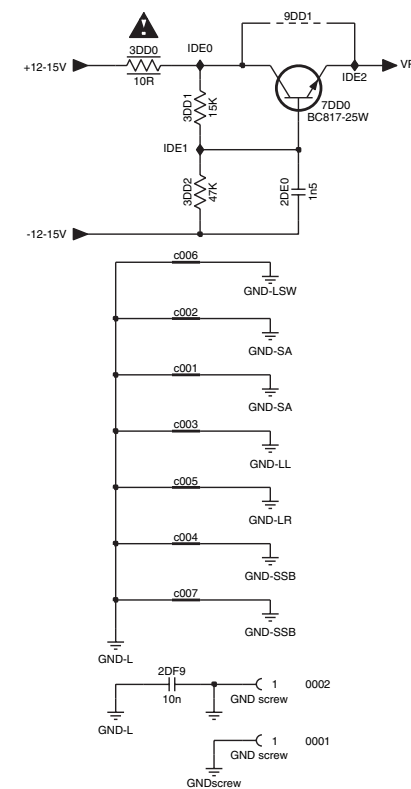 9DD1
3DD0
IDE0
+12-15V
10R
IDE2
3DD1
15K
7DD0
BC817-25W
IDE1
3DD2
47K
2DE0
1n5
-12-15V
c006
GND-LSW
c002
GND-SA
c001
GND-SA
c003
GND-LL
c005
GND-LR
c004
GND-SSB
c007
GND-SSB
GND-L
2DF9
10n
1 0002
GND screw
GND-L
1 0001
GND screw
GNDscrew